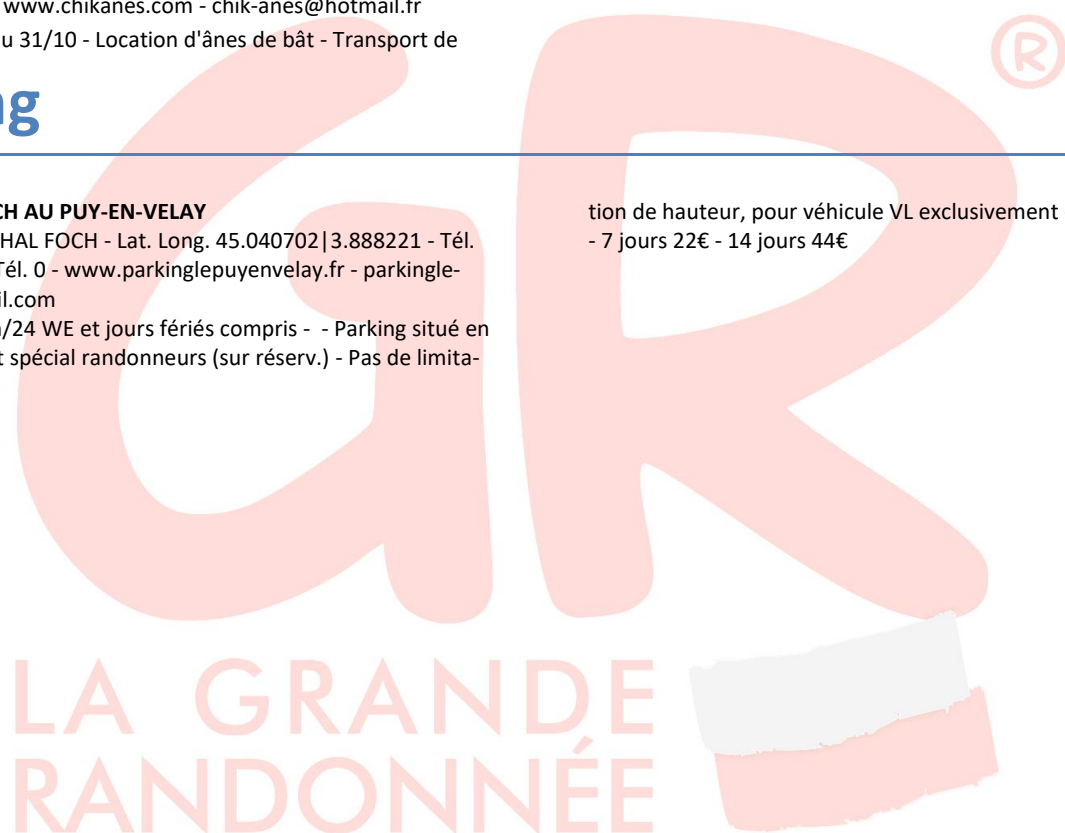 www.chikanes.com - chik-anes@hotmail.fr
u 31/10 - Location d'ânes de bât - Transport de
ng
CH AU PUY-EN-VELAY
HAL FOCH - Lat. Long. 45.040702|3.888221 - Tél.
Tél. 0 - www.parkinglepuyenvelay.fr - parkingle-
il.com
/24 WE et jours fériés compris - - Parking situé en
t spécial randonneurs (sur réserv.) - Pas de limita-
tion de hauteur, pour véhicule VL exclusivement
- 7 jours 22€ - 14 jours 44€
GR®
LA GRANDE
RANDONNÉE